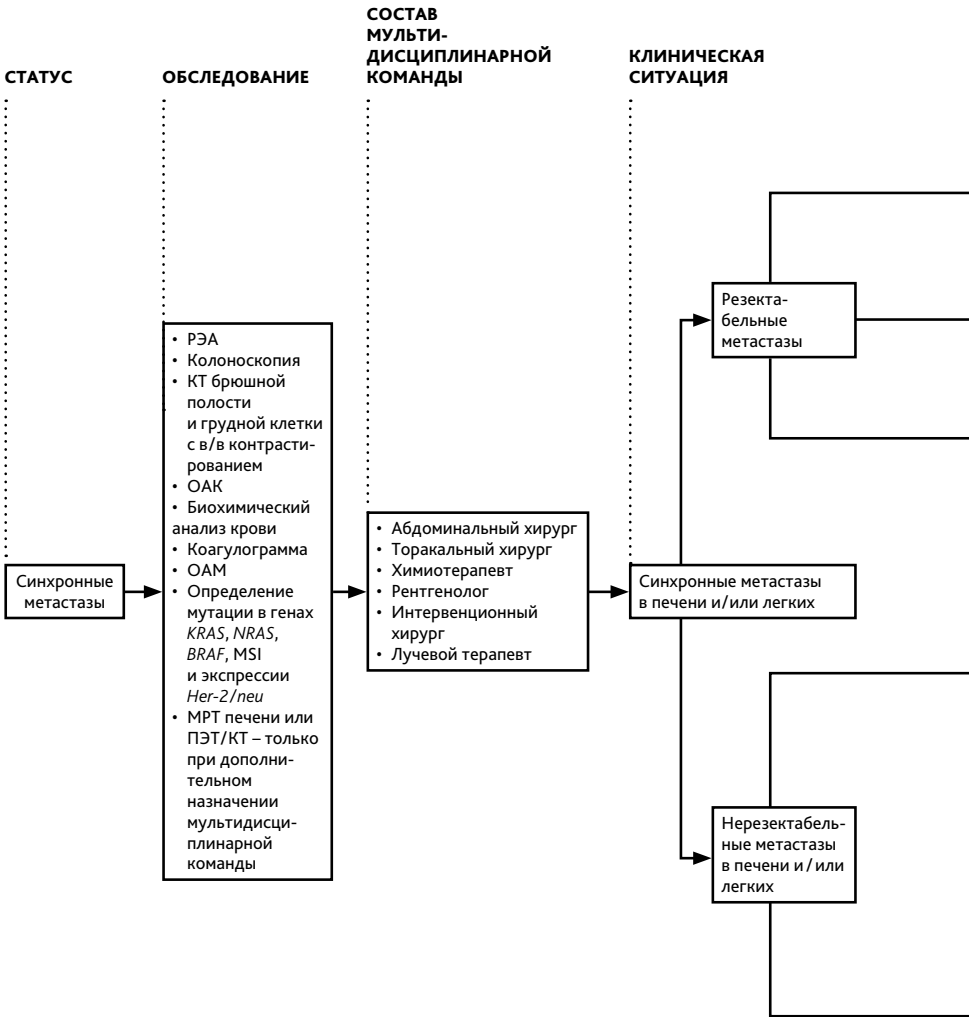 СТАТУС
ОБСЛЕДОВАНИЕ
СОСТАВ
МУЛЬТИ-
ДИСЦИПЛИНАРНОЙ
КОМАНДЫ
КЛИНИЧЕСКАЯ
СИТУАЦИЯ
Синхронные
метастазы
• РЭА
• Колоноскопия
• КТ брюшной
полости
и грудной клетки
с в/в контрасти-
рованием
• ОАК
• Биохимический
анализ крови
• Коагулограмма
• ОАМ
• Определение
мутации в генах
KRAS, NRAS,
BRAF, MSI
и экспрессии
Her-2/neu
• МРТ печени или
ПЭТ/КТ – только
при дополни-
тельном
назначении
мультидисци-
плинарной
команды
• Абдоминальный хирург
• Торакальный хирург
• Химиотерапевт
• Рентгенолог
• Интервенционный
хирург
• Лучевой терапевт
Синхронные метастазы
в печени и/или легких
Резекта-
бельные
метастазы
Нерезектабель-
ные метастазы
в печени и/или
легких